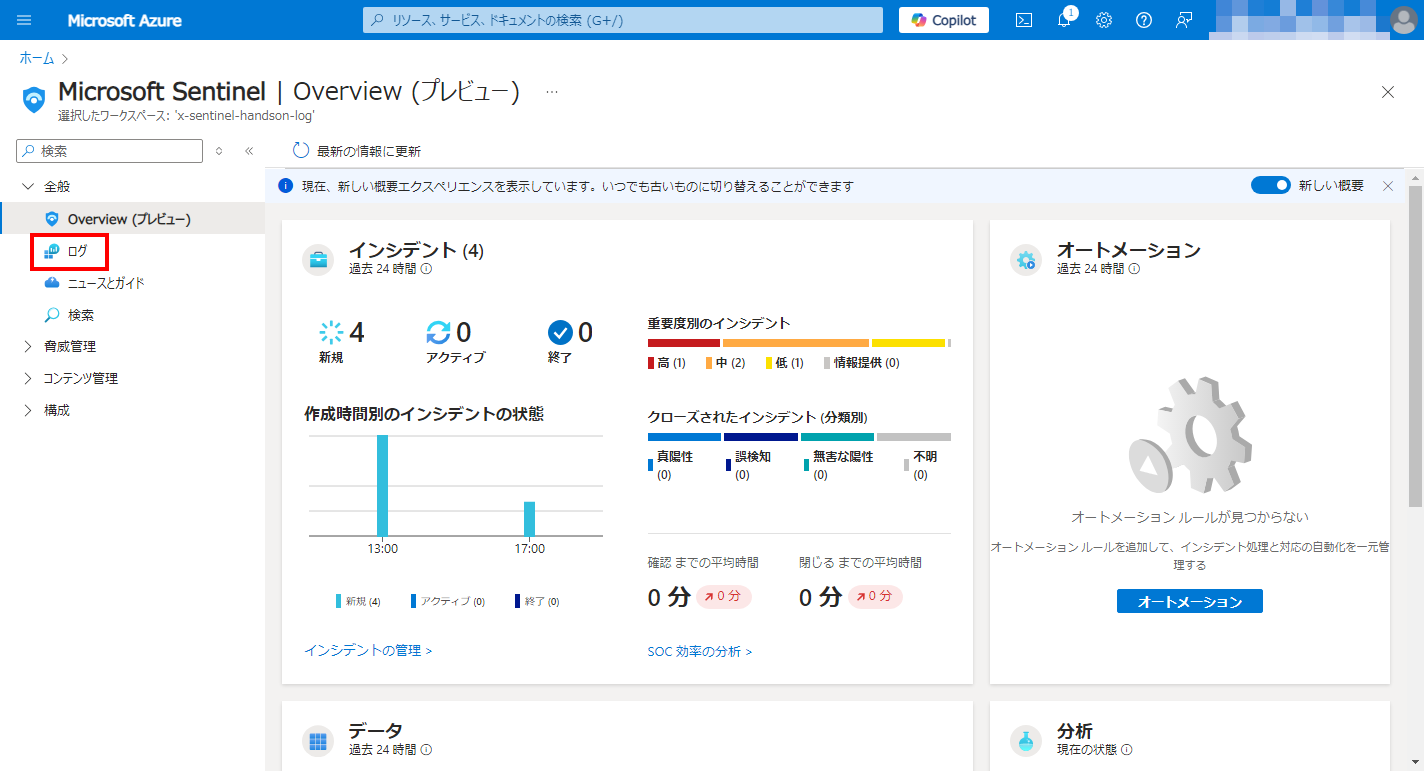 Microsoft Azure
リソース、サービス、ドキュメントの検索 (G+/)
Copilot
1
ホーム
Microsoft Sentinel | Overview (プレビュー)
選択したワークスペース: 'x-sentinel-handson-log'
検索
最新の情報に更新
全般
Overview (プレビュー)
ログ
ニュースとガイド
検索
脅威管理
コンテンツ管理
構成
現在、新しい概要エクスペリエンスを表示しています。いつでも古いものに切り替えることができます
新しい概要
インシデント (4)
過去 24 時間
4
新規
0
アクティブ
0
終了
重要度別のインシデント
高 (1)
中 (2)
低 (1)
情報提供 (0)
作成時間別のインシデントの状態
13:00
17:00
新規 (4)
アクティブ (0)
終了 (0)
インシデントの管理 >
クローズされたインシデント (分類別)
真陽性
(0)
誤検知
(0)
無害な陽性
(0)
不明
(0)
確認 までの平均時間
0 分
0 分
閉じる までの平均時間
0 分
0 分
SOC 効率の分析 >
オートメーション
過去 24 時間
オートメーション ルールが見つからない
オートメーション ルールを追加して、インシデント処理と対応の自動化を一元管
理する
オートメーション
データ
過去 24 時間
分析
現在の状態